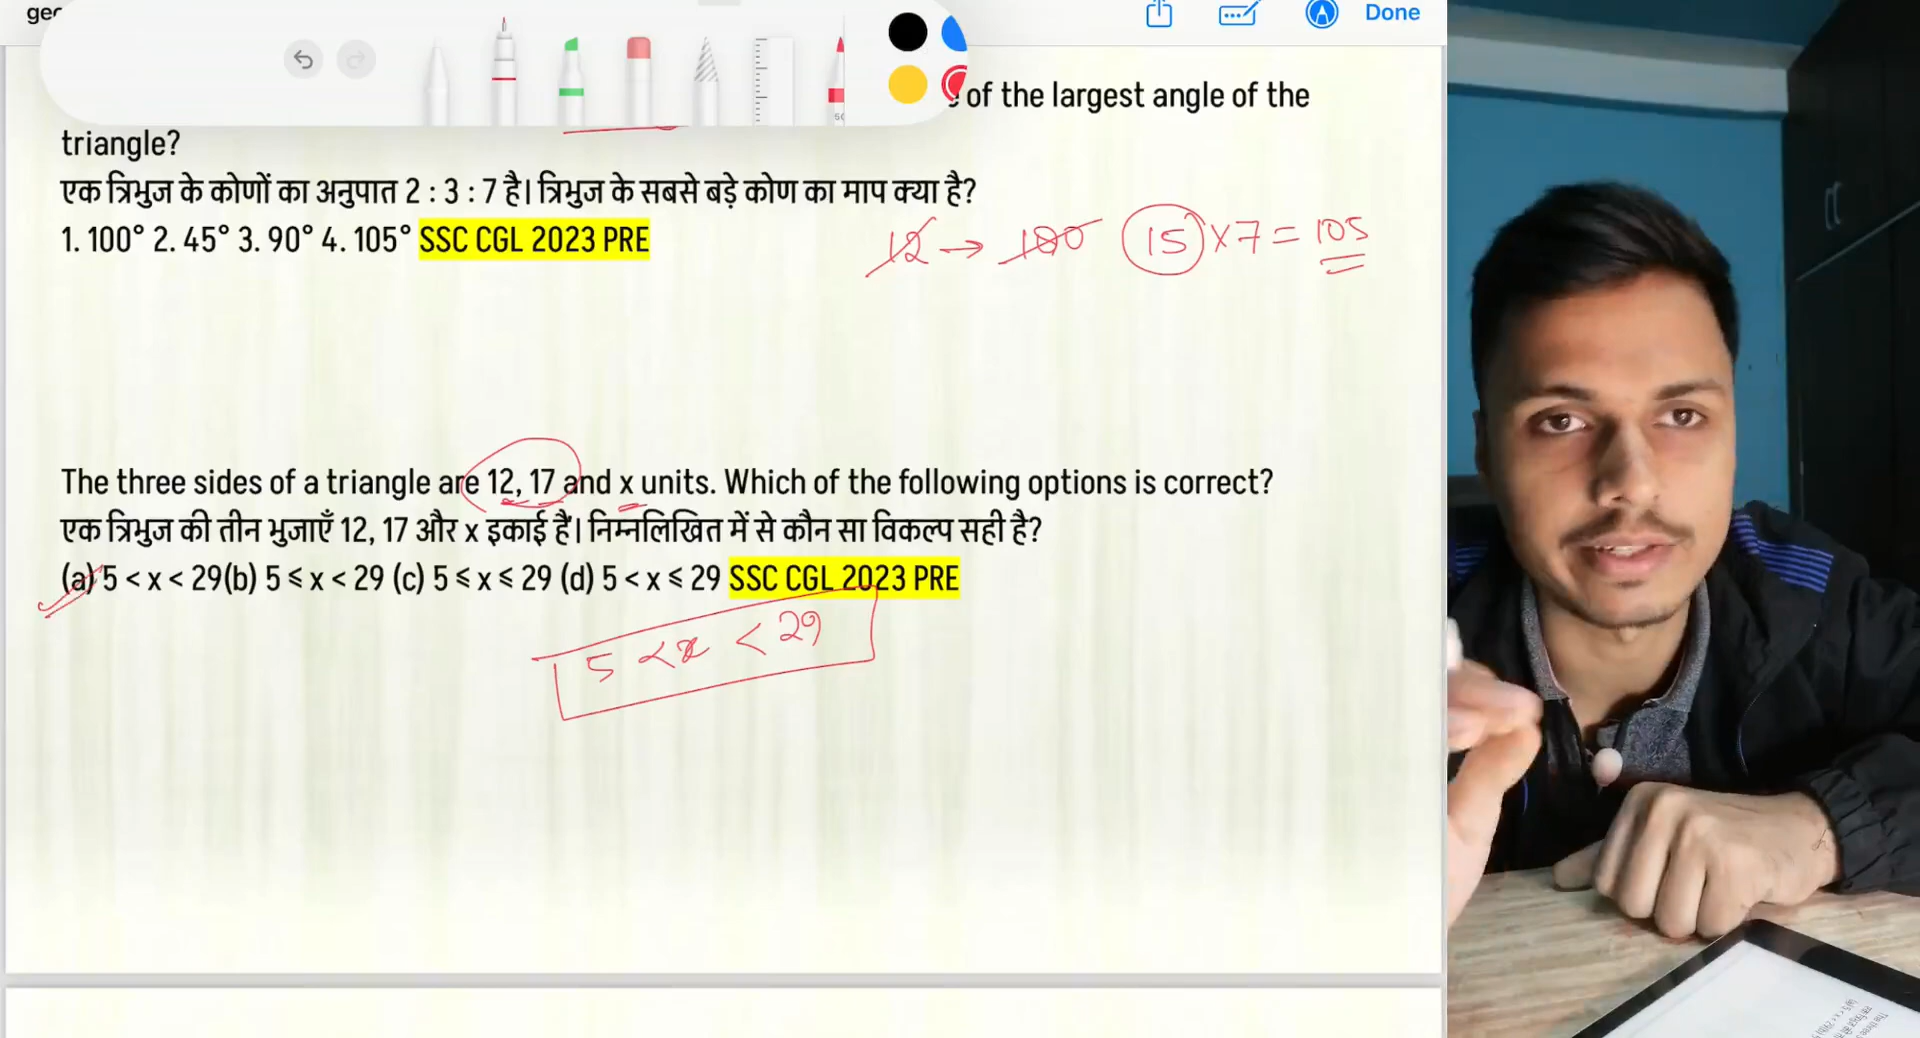 Done
of the largest angle of the
triangle?
एक त्रिभुज के कोणों का अनुपात 2 : 3 : 7 है। त्रिभुज के सबसे बड़े कोण का माप क्या है?
1. 100° 2. 45° 3. 90° 4. 105° SSC CGL 2023 PRE
12 → 180 15 × 7 = 105
The three sides of a triangle are 12, 17 and x units. Which of the following options is correct?
एक त्रिभुज की तीन भुजाएँ 12, 17 और x इकाई हैं। निम्नलिखित में से कौन सा विकल्प सही है?
(a) 5 < x < 29(b) 5 ⩽ x < 29 (c) 5 ⩽ x ⩽ 29 (d) 5 < x ⩽ 29 SSC CGL 2023 PRE
5 < x < 29